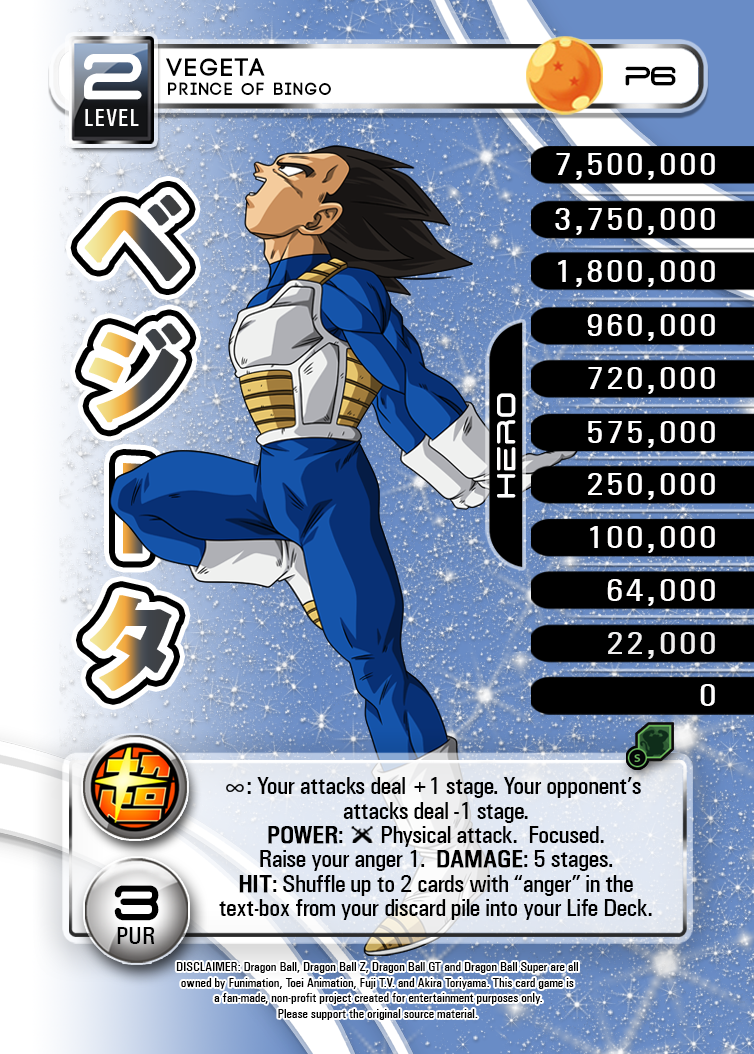 2
LEVEL
VEGETA
PRINCE OF BINGO
P6
ベジータ
7,500,000
3,750,000
1,800,000
960,000
720,000
575,000
250,000
100,000
64,000
22,000
0
HERO
S
超
∞: Your attacks deal +1 stage. Your opponent's
attacks deal -1 stage.
POWER: Physical attack. Focused.
Raise your anger 1. DAMAGE: 5 stages.
HIT: Shuffle up to 2 cards with “anger” in the
text-box from your discard pile into your Life Deck.
3
PUR
DISCLAIMER: Dragon Ball, Dragon Ball Z, Dragon Ball GT and Dragon Ball Super are all
owned by Funimation, Toei Animation, Fuji T.V. and Akira Toriyama. This card game is
a fan-made, non-profit project created for entertainment purposes only.
Please support the original source material.